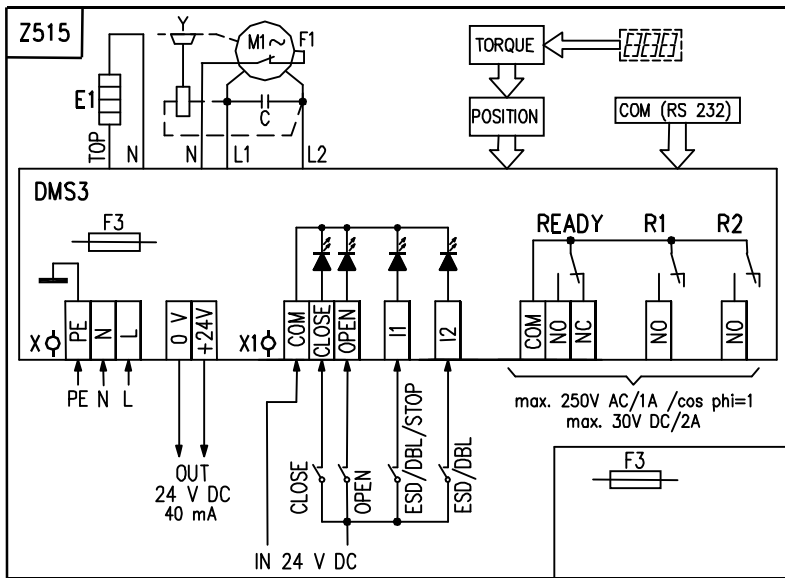 Z515
Y
M1
F1
E1
C
TOP
N
N
L1
L2
TORQUE
POSITION
COM (RS 232)
DMS3
F3
READY
R1
R2
X
PE
N
L
0 V
+24V
X1
COM
CLOSE
OPEN
I1
I2
COM
NO
NC
NO
NO
PE N L
OUT
24 V DC
40 mA
CLOSE
OPEN
ESD/DBL/STOP
ESD/DBL
IN 24 V DC
max. 250V AC/1A /cos phi=1
max. 30V DC/2A
F3